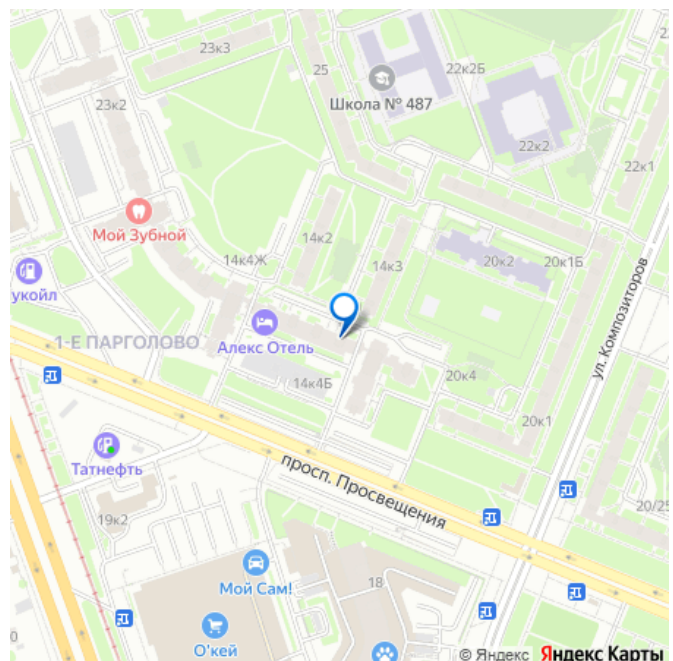 23к3
25
22к2Б
Школа № 487
23к2
22к2
22к1
Мой Зубной
14к2
14к4Ж
14к3
20к2
20к1Б
укойл
ул. Композиторов
1-Е ПАРГОЛОВО
Алекс Отель
14к4Б
20к4
20к1
Татнефть
просп. Просвещения
20/25
19к2
Мой Сам!
18
О'кей
© Яндекс Яндекс Карты